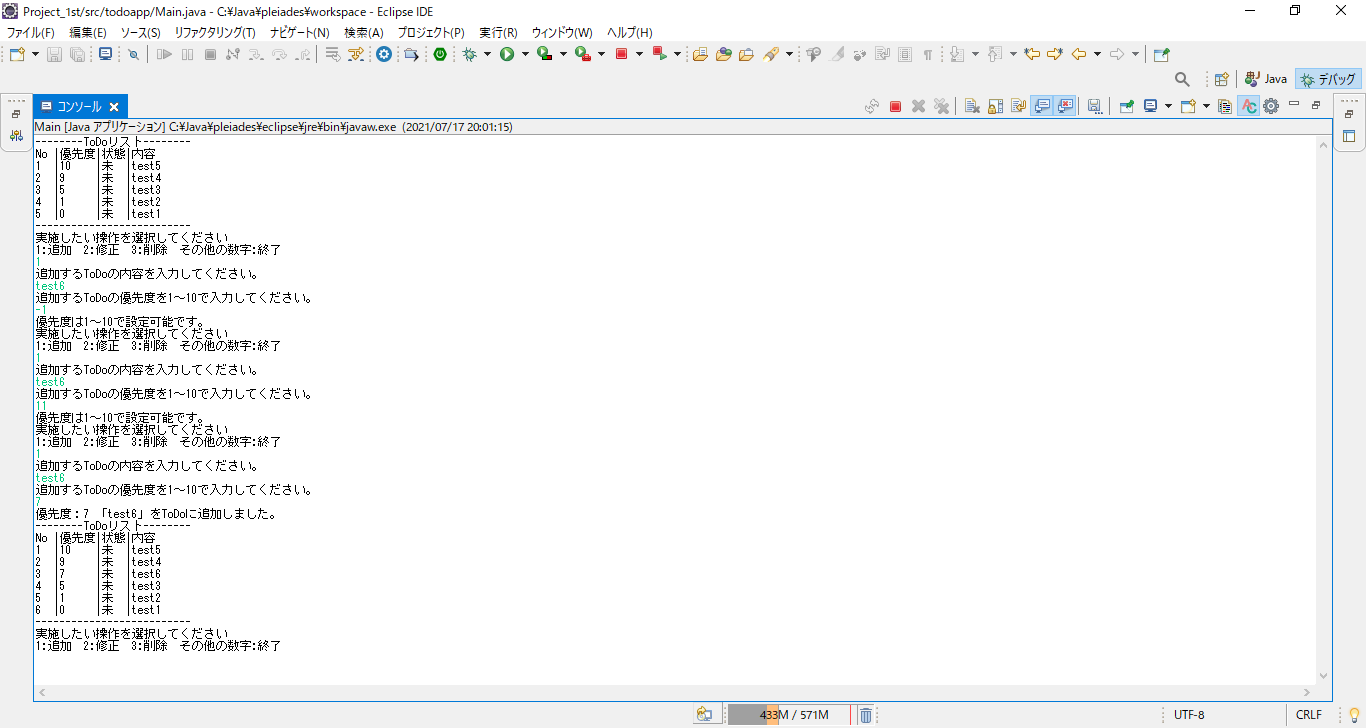 Project_1st/src/todoapp/Main.java - C:¥Java¥pleiades¥workspace - Eclipse IDE
ファイル(F) 編集(E) ソース(S) リファクタリング(T) ナビゲート(N) 検索(A) プロジェクト(P) 実行(R) ウィンドウ(W) ヘルプ(H)
Java デバッグ
コンソール
Main [Java アプリケーション] C:¥Java¥pleiades¥eclipse¥jre¥bin¥javaw.exe (2021/07/17 20:01:15)
--------ToDoリスト--------
No |優先度|状態|内容
1 |10 |未 |test5
2 |9 |未 |test4
3 |5 |未 |test3
4 |1 |未 |test2
5 |0 |未 |test1
--------------------------
実施したい操作を選択してください
1:追加 2:修正 3:削除 その他の数字:終了
1
追加するToDoの内容を入力してください。
test6
追加するToDoの優先度を1～10で入力してください。
-1
優先度は1～10で設定可能です。
実施したい操作を選択してください
1:追加 2:修正 3:削除 その他の数字:終了
1
追加するToDoの内容を入力してください。
test6
追加するToDoの優先度を1～10で入力してください。
11
優先度は1～10で設定可能です。
実施したい操作を選択してください
1:追加 2:修正 3:削除 その他の数字:終了
1
追加するToDoの内容を入力してください。
test6
追加するToDoの優先度を1～10で入力してください。
7
優先度：7 「test6」をToDoに追加しました。
--------ToDoリスト--------
No |優先度|状態|内容
1 |10 |未 |test5
2 |9 |未 |test4
3 |7 |未 |test6
4 |5 |未 |test3
5 |1 |未 |test2
6 |0 |未 |test1
--------------------------
実施したい操作を選択してください
1:追加 2:修正 3:削除 その他の数字:終了
433M / 571M UTF-8 CRLF